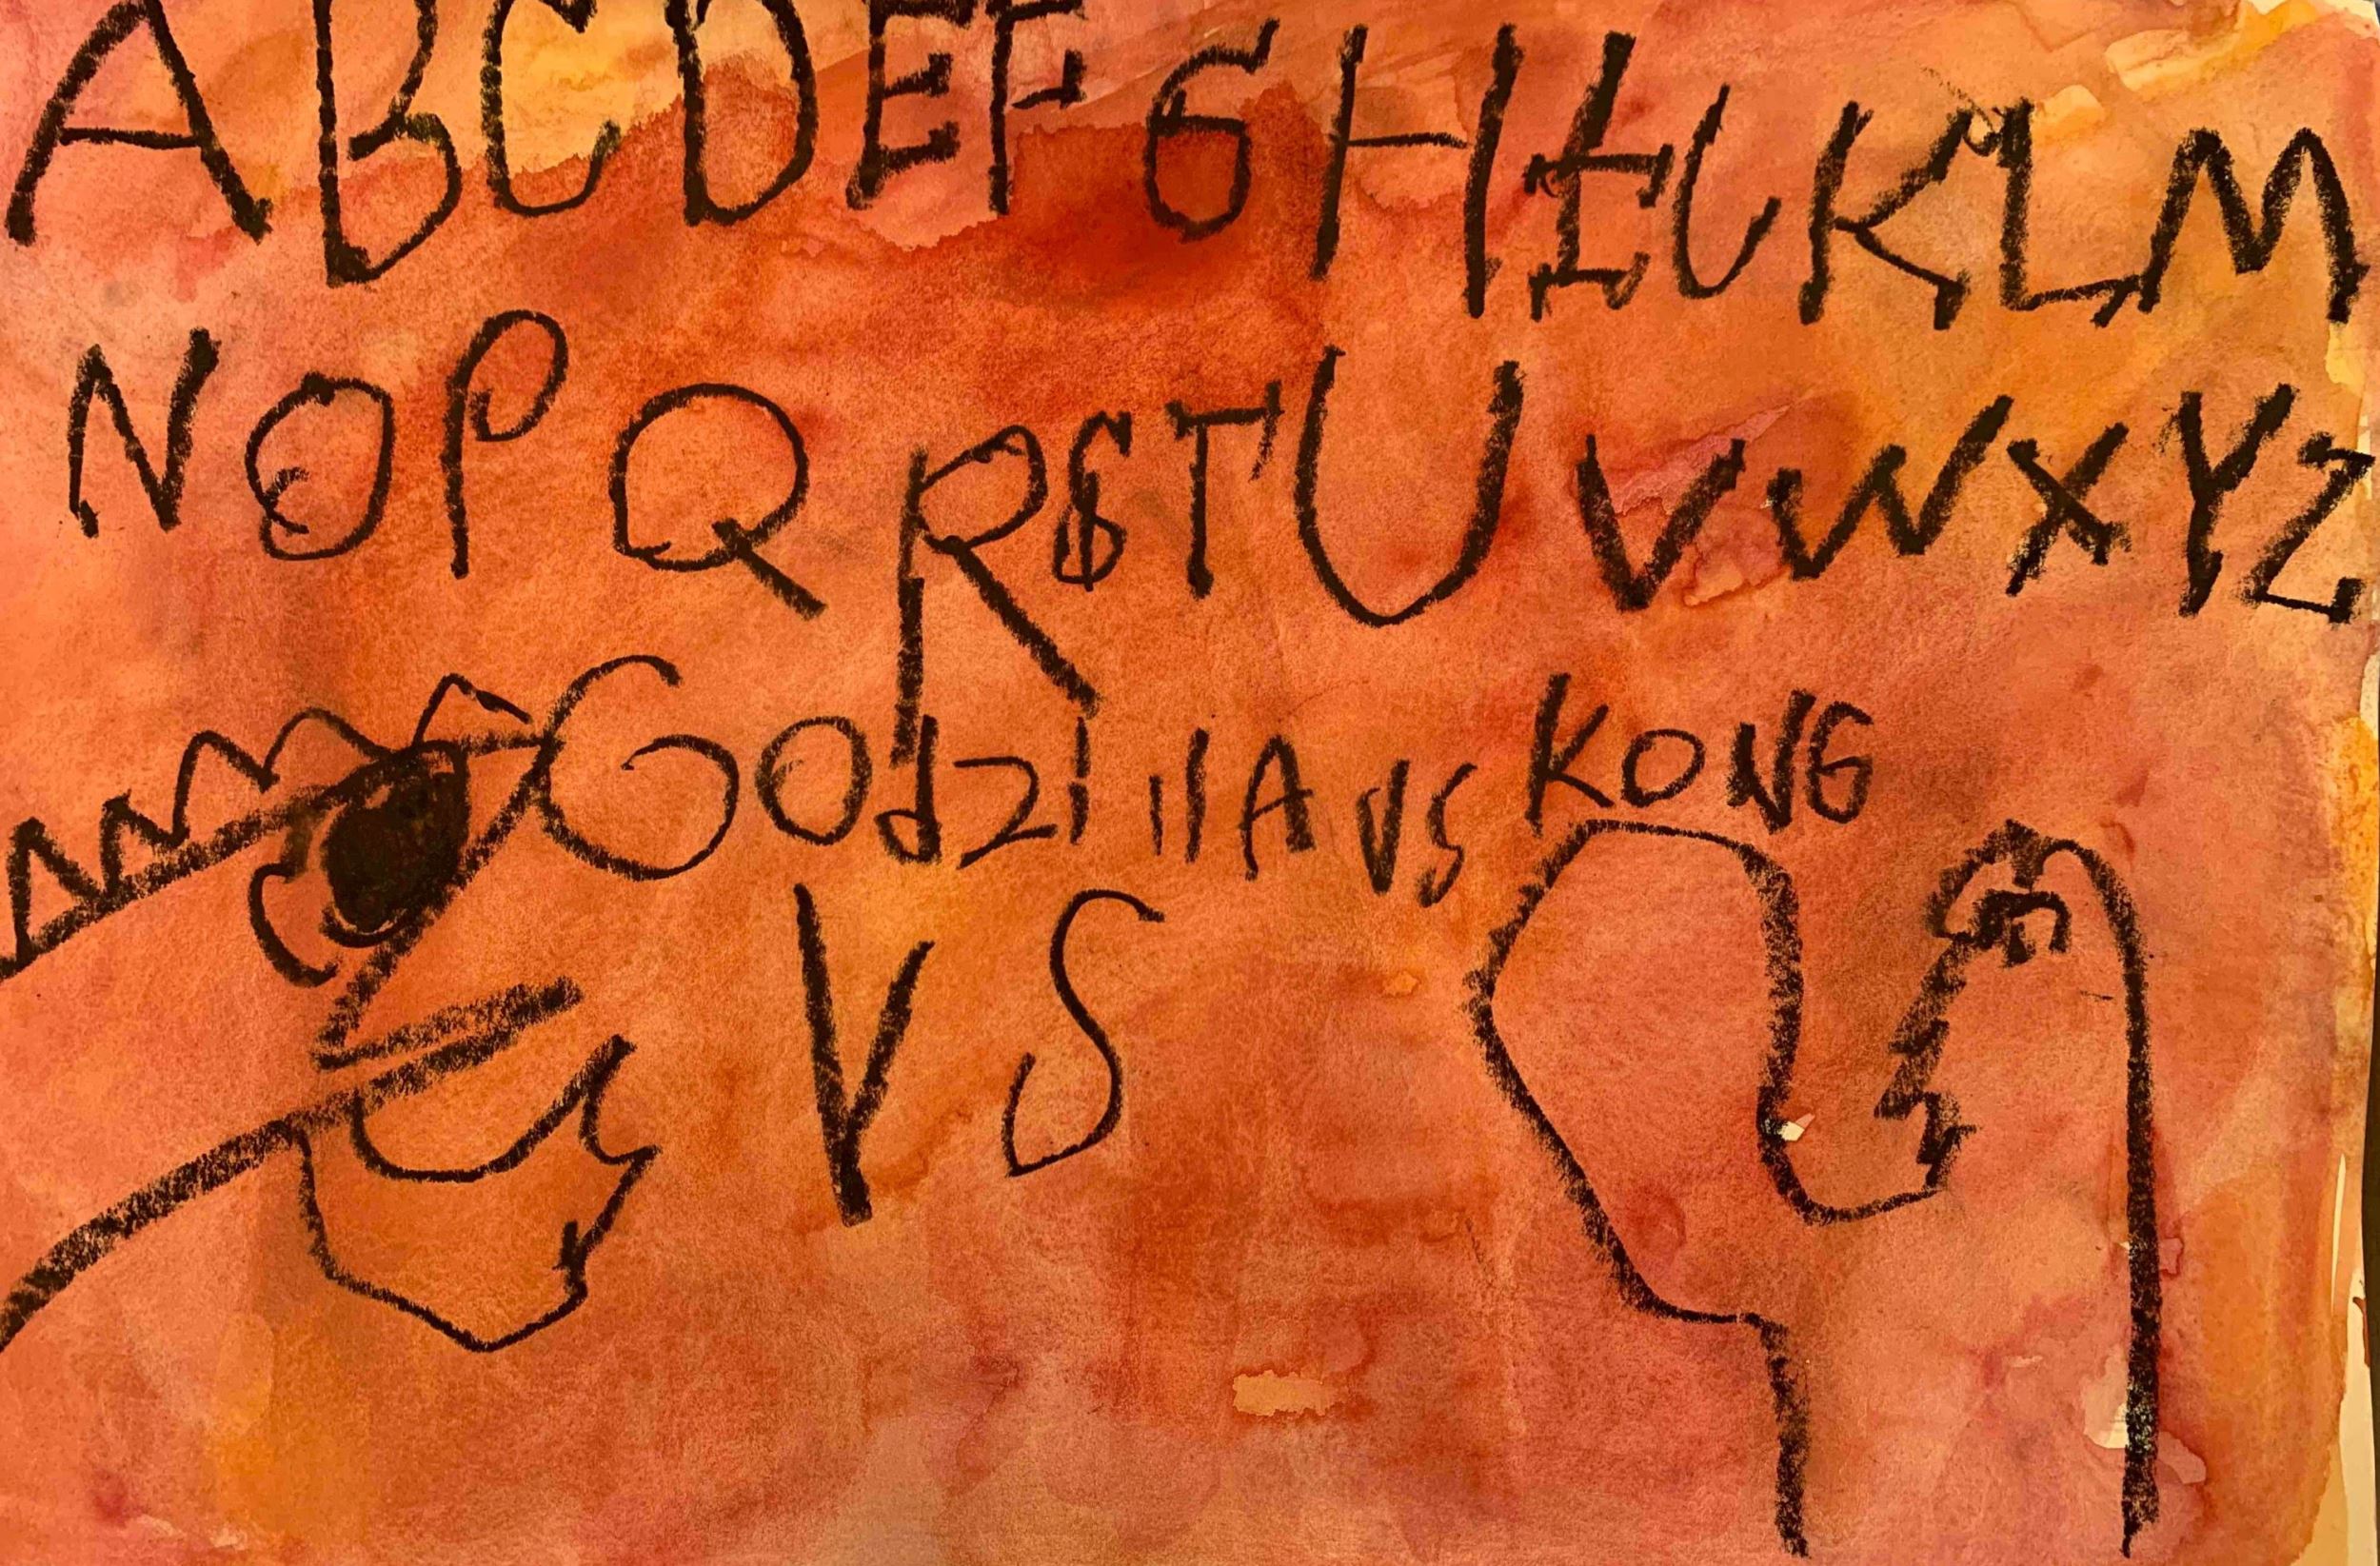 ABCDEFGHIJKLM
NOPQRSTUVWXYZ
GOdZillA VS KONG
VS